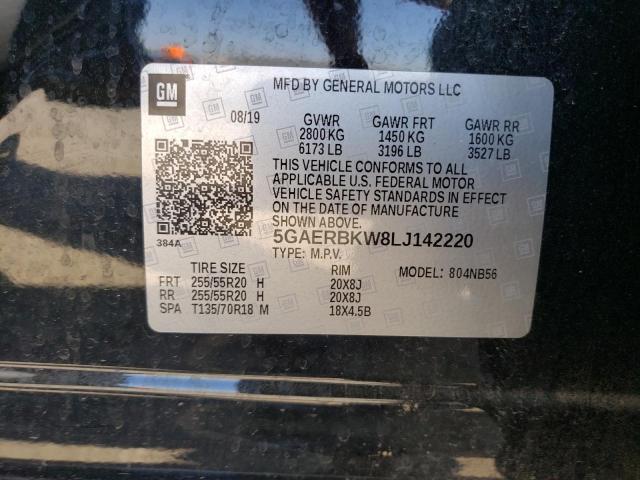 GM
MFD BY GENERAL MOTORS LLC
08/19
GVWR GAWR FRT GAWR RR
2800 KG 1450 KG 1600 KG
6173 LB 3196 LB 3527 LB
THIS VEHICLE CONFORMS TO ALL
APPLICABLE U.S. FEDERAL MOTOR
VEHICLE SAFETY STANDARDS IN EFFECT
ON THE DATE OF MANUFACTURE
SHOWN ABOVE.
384A
5GAERBKW8LJ142220
TYPE: M.P.V. MODEL: 804NB56
TIRE SIZE RIM
FRT 255/55R20 H 20X8J
RR 255/55R20 H 20X8J
SPA T135/70R18 M 18X4.5B